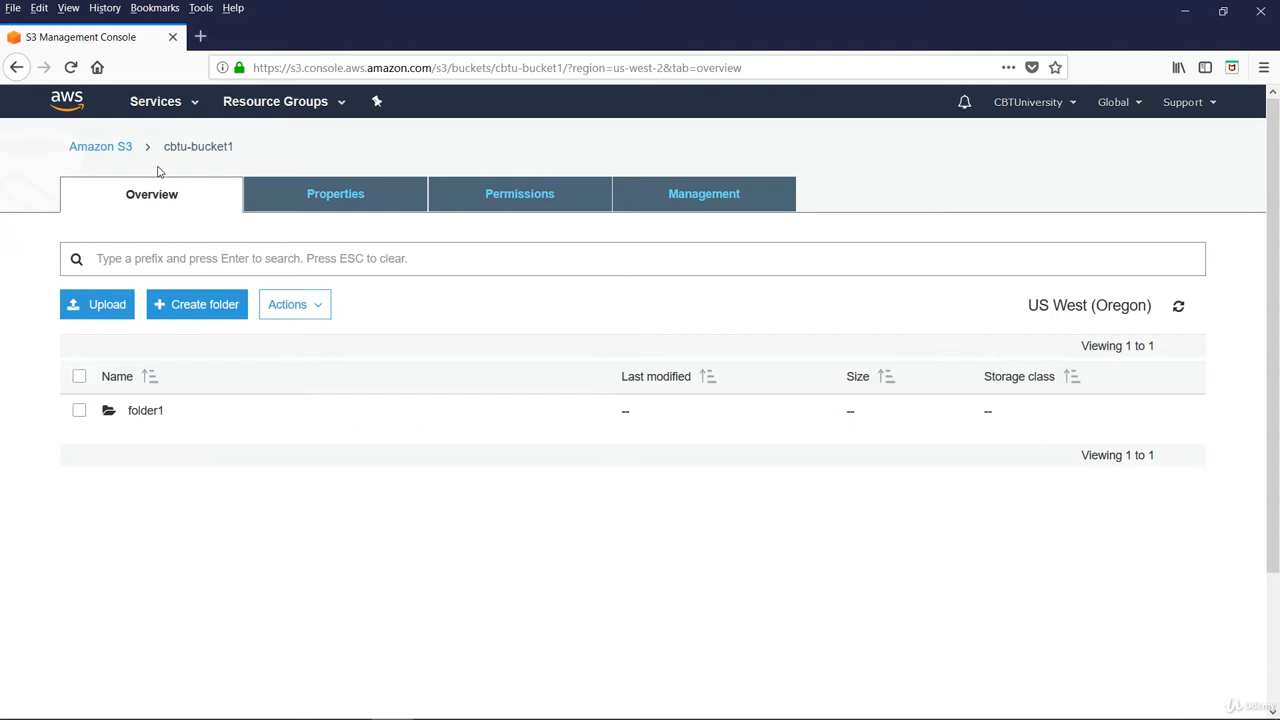 File Edit View History Bookmarks Tools Help
S3 Management Console
https://s3.console.aws.amazon.com/s3/buckets/cbtu-bucket1/?region=us-west-2&tab=overview
aws Services Resource Groups CBTUniversity Global Support
Amazon S3 cbtu-bucket1
Overview Properties Permissions Management
Type a prefix and press Enter to search. Press ESC to clear.
Upload Create folder Actions US West (Oregon)
Viewing 1 to 1
Name Last modified Size Storage class
folder1 -- -- --
Viewing 1 to 1
Udemy